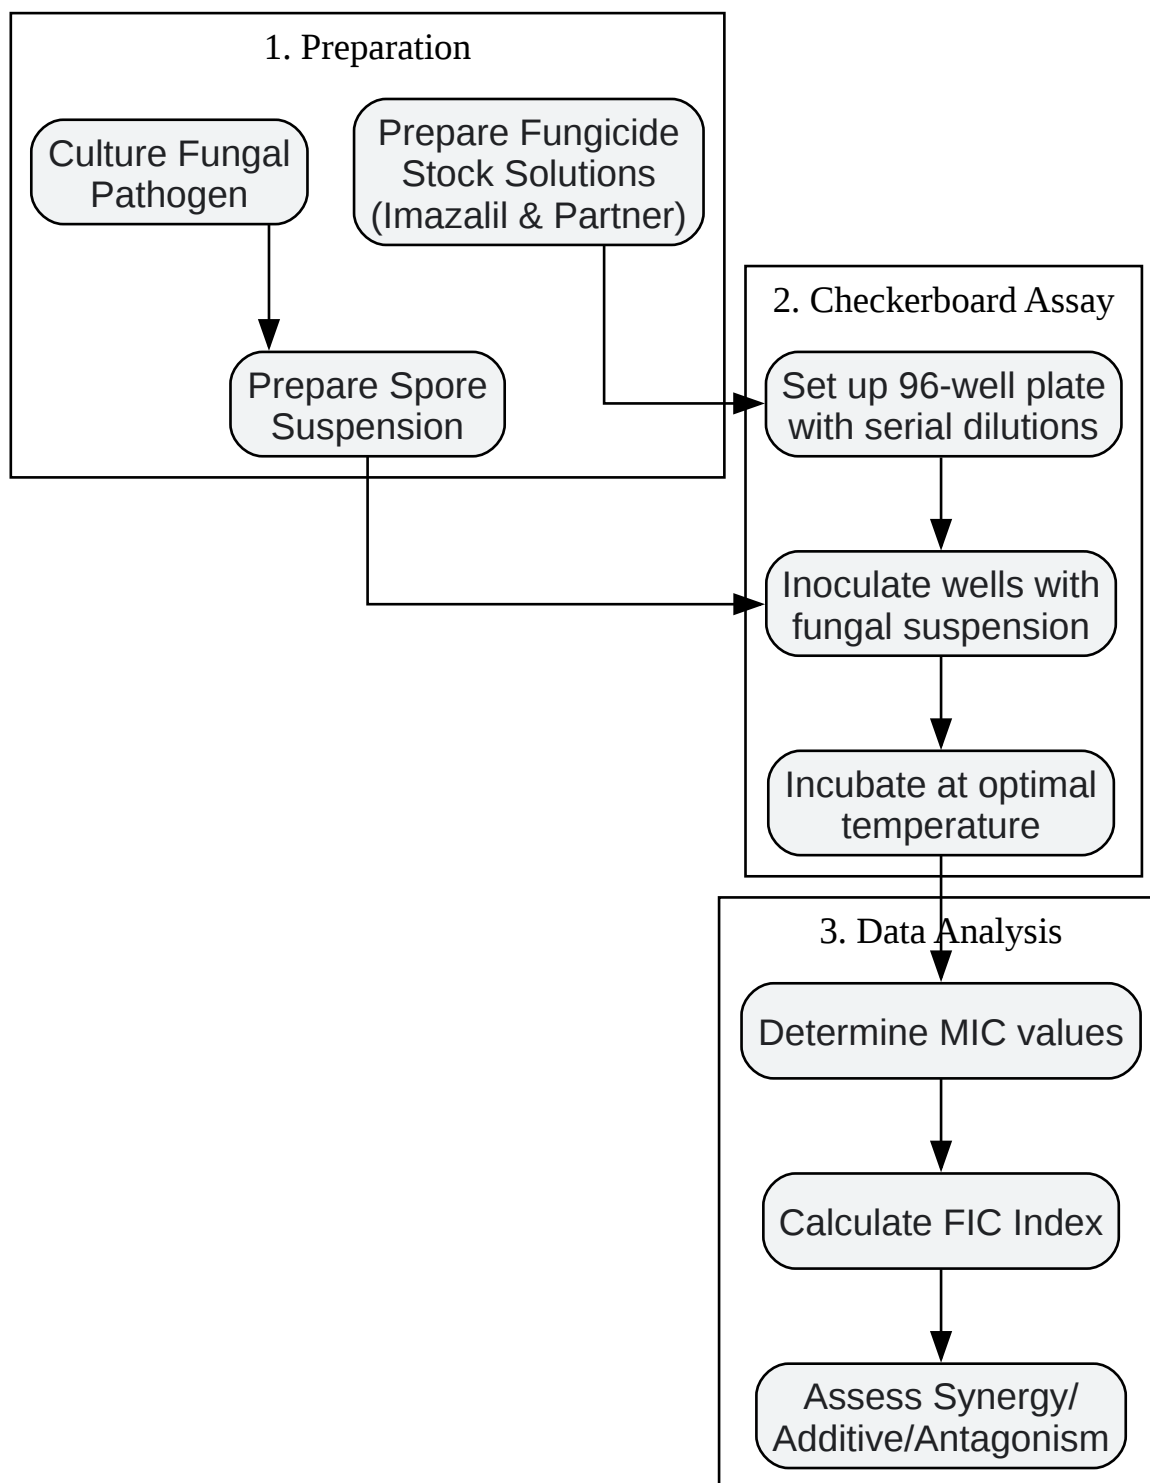 1. Preparation
Culture Fungal
Pathogen
Prepare Fungicide
Stock Solutions
(Imazalil & Partner)
Prepare Spore
Suspension
2. Checkerboard Assay
Set up 96-well plate
with serial dilutions
Inoculate wells with
fungal suspension
Incubate at optimal
temperature
3. Data Analysis
Determine MIC values
Calculate FIC Index
Assess Synergy/
Additive/Antagonism